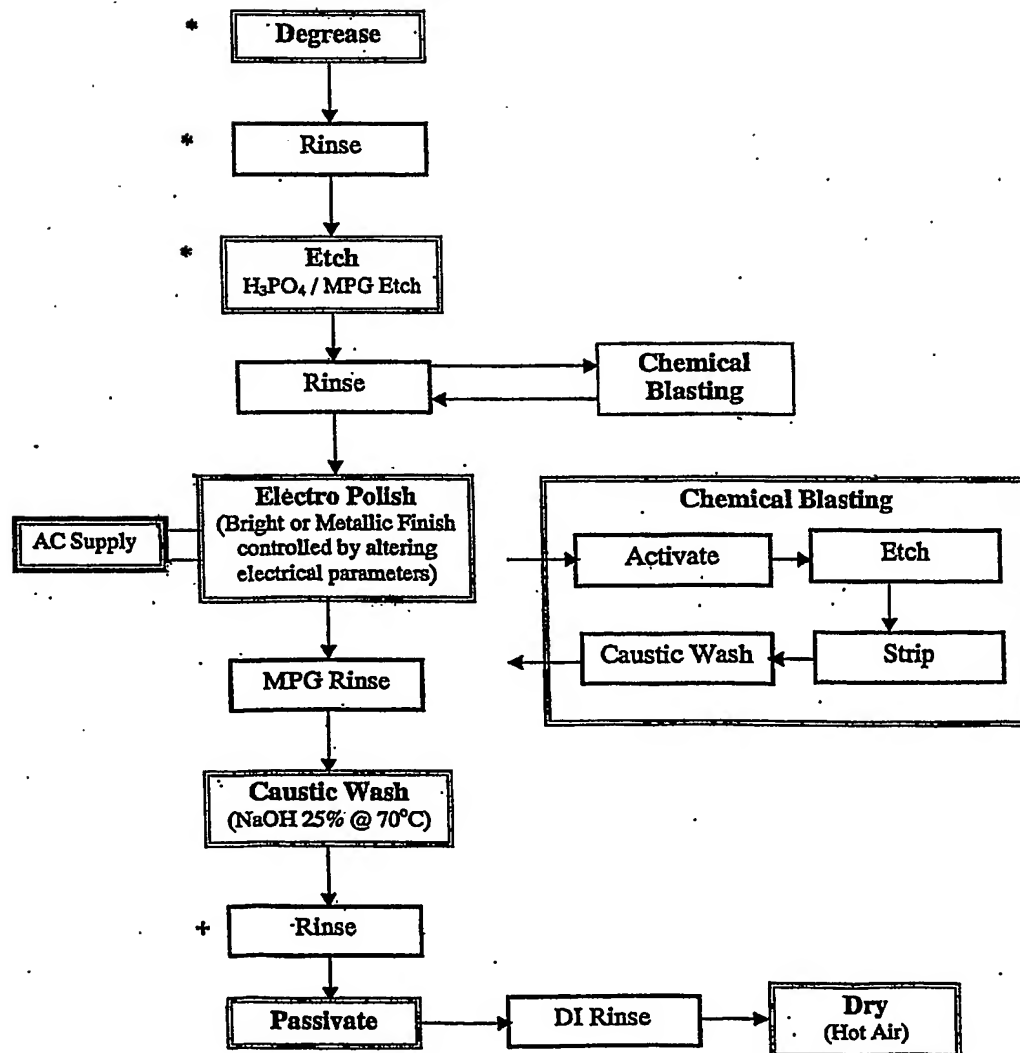 * Degrease
* Rinse
* Etch
H₃PO₄ / MPG Etch
Rinse
Chemical
Blasting
Electro Polish
(Bright or Metallic Finish
controlled by altering
electrical parameters)
AC Supply
Chemical Blasting
Activate
Etch
Caustic Wash
Strip
MPG Rinse
Caustic Wash
(NaOH 25% @ 70°C)
+ Rinse
Passivate
DI Rinse
Dry
(Hot Air)